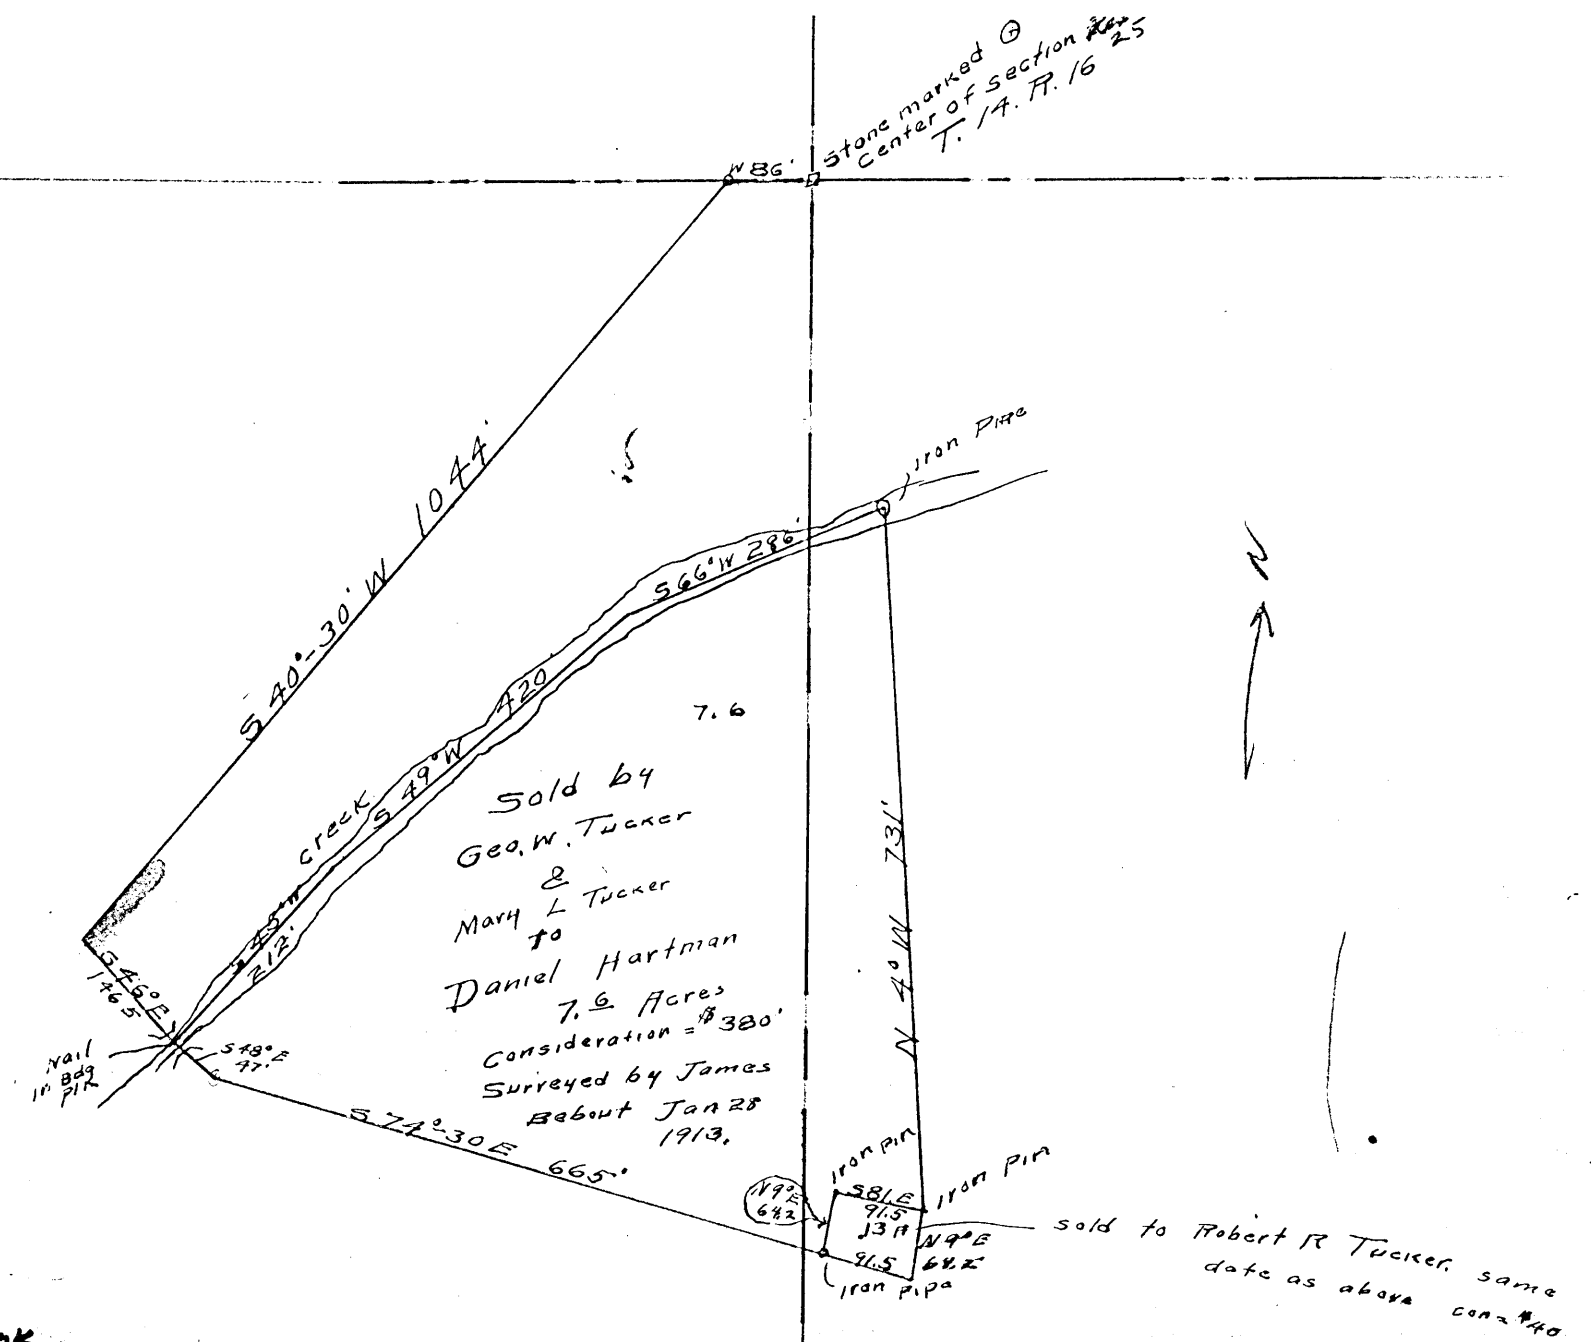 Stone marked +
Center of section 25
T. 14. R. 16
W 86'
S 40°-30' W 1044'
Iron Pipe
S 66° W 286'
N
S 49° W 420
7.6
creek
S 45° W
212'
Sold by
Geo. W. Tucker
&
Mary L Tucker
to
Daniel Hartman
7.6 Acres
Consideration = $380'
Surveyed by James
Bebout Jan 28
1913.
N 4° W 731'
S 46° E
146.5
Nail
in Bdg
S 48° E
47.
S 74°-30 E 665'
Iron pin
Iron Pin
N 9° E
64.2
S 81. E
91.5
.13 A
N 9° E
64.2
91.5
Iron pipe
sold to Robert R Tucker. same
date as above con = $40